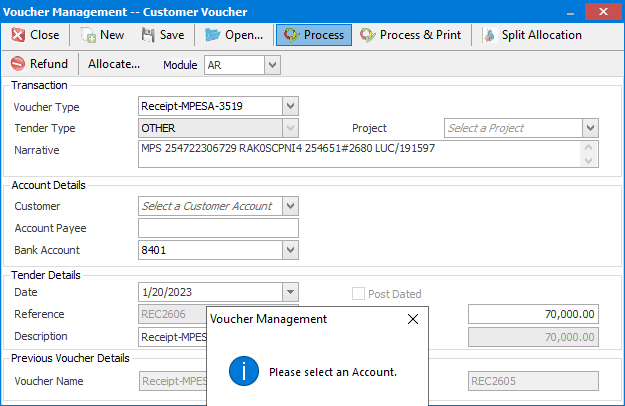 Voucher Management -- Customer Voucher
Close New Save Open... Process Process & Print Split Allocation
Refund Allocate... Module AR
Transaction
Voucher Type Receipt-MPESA-3519
Tender Type OTHER Project Select a Project
Narrative MPS 254722306729 RAK0SCPNI4 254651#2680 LUC/191597
Account Details
Customer Select a Customer Account
Account Payee
Bank Account 8401
Tender Details
Date 1/20/2023 Post Dated
Reference REC2606 70,000.00
Description Receipt-MPES 70,000.00
Previous Voucher Details
Voucher Name Receipt-MPES REC2605
Voucher Management
Please select an Account.